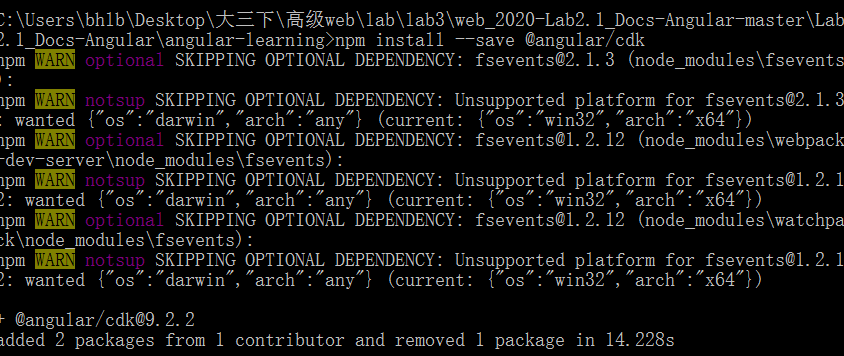 C:\Users\bhlb\Desktop\大三下\高级web\lab\lab3\web_2020-Lab2.1_Docs-Angular-master\Lab
2.1_Docs-Angular\angular-learning>npm install --save @angular/cdk
npm WARN optional SKIPPING OPTIONAL DEPENDENCY: fsevents@2.1.3 (node_modules\fsevents
):
npm WARN notsup SKIPPING OPTIONAL DEPENDENCY: Unsupported platform for fsevents@2.1.3
: wanted {"os":"darwin","arch":"any"} (current: {"os":"win32","arch":"x64"})
npm WARN optional SKIPPING OPTIONAL DEPENDENCY: fsevents@1.2.12 (node_modules\webpack
-dev-server\node_modules\fsevents):
npm WARN notsup SKIPPING OPTIONAL DEPENDENCY: Unsupported platform for fsevents@1.2.1
2: wanted {"os":"darwin","arch":"any"} (current: {"os":"win32","arch":"x64"})
npm WARN optional SKIPPING OPTIONAL DEPENDENCY: fsevents@1.2.12 (node_modules\watchpa
ck\node_modules\fsevents):
npm WARN notsup SKIPPING OPTIONAL DEPENDENCY: Unsupported platform for fsevents@1.2.1
2: wanted {"os":"darwin","arch":"any"} (current: {"os":"win32","arch":"x64"})
+ @angular/cdk@9.2.2
added 2 packages from 1 contributor and removed 1 package in 14.228s